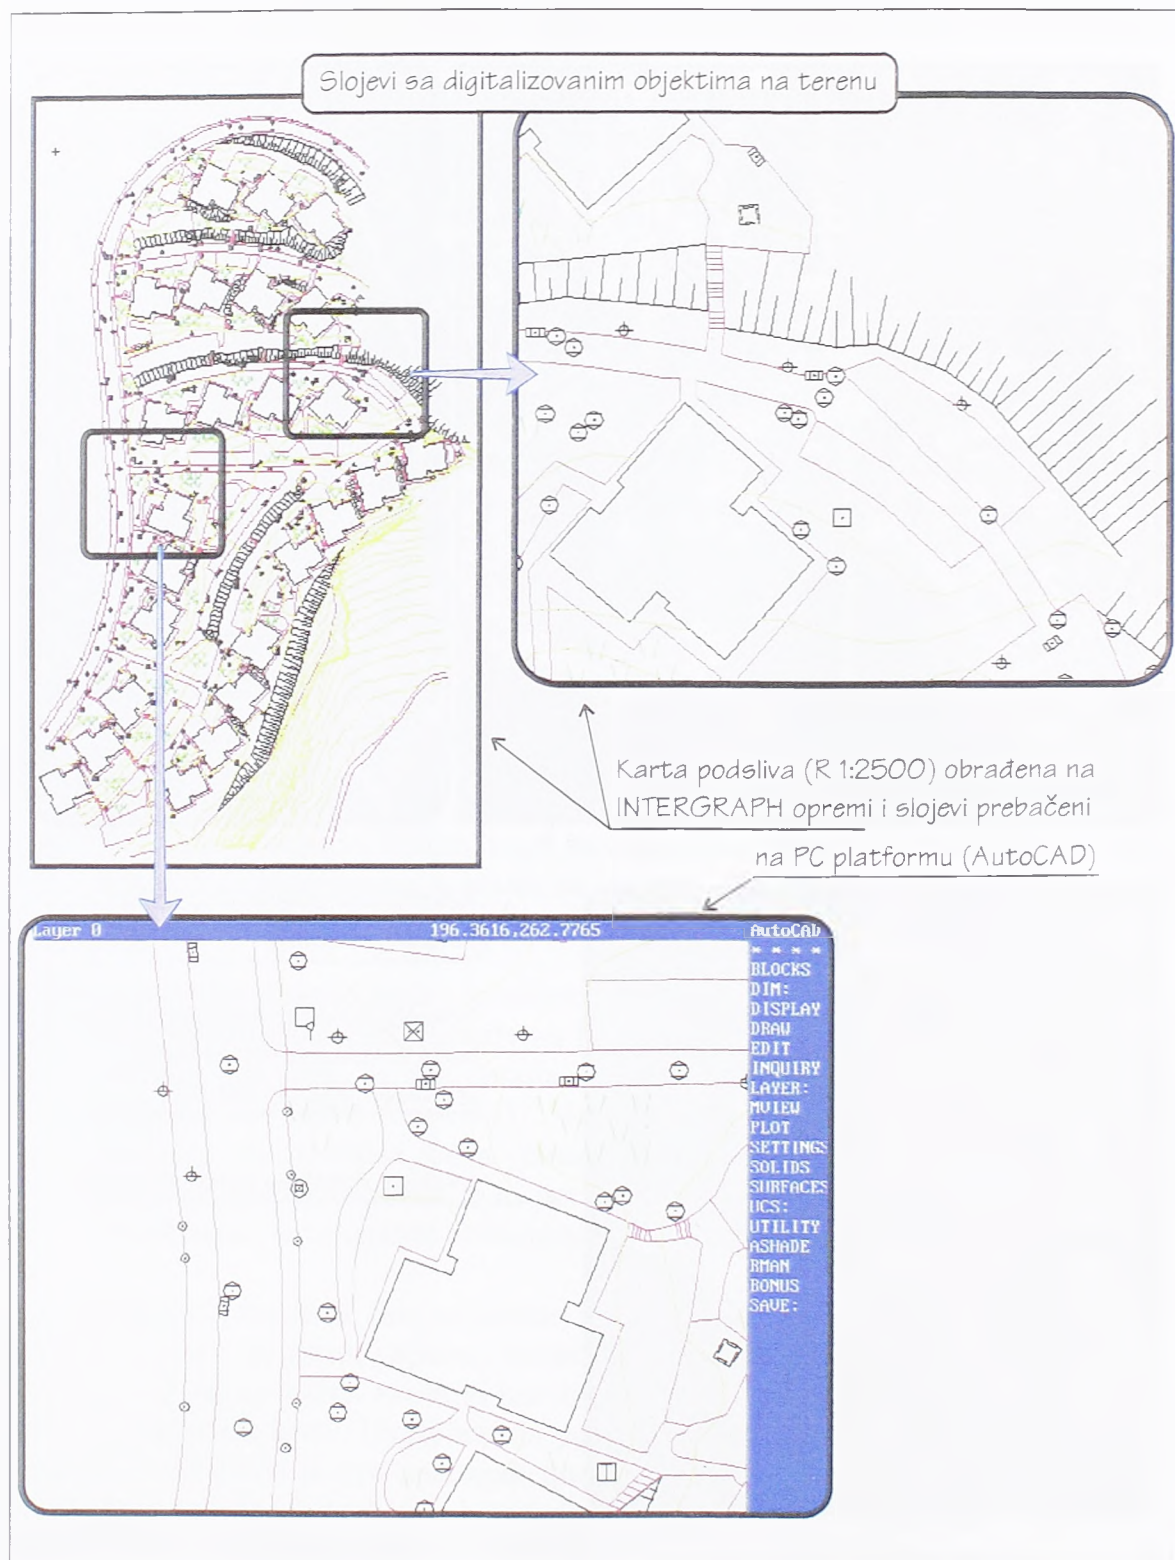 Slojevi sa digitalizovanim objektima na terenu
Karta podsliva (R 1:2500) obrađena na
INTERGRAPH opremi i slojevi prebačeni
na PC platformu (AutoCAD)
Layer 0 196.3616,262.7765 AutoCAD
* * * *
BLOCKS
DIM:
DISPLAY
DRAW
EDIT
INQUIRY
LAYER:
MVIEW
PLOT
SETTINGS
SOLIDS
SURFACES
UCS:
UTILITY
ASHADE
RMAN
BONUS
SAVE: